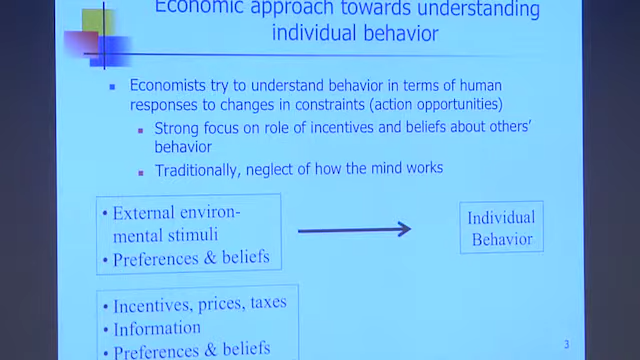 Economic approach towards understanding
individual behavior
Economists try to understand behavior in terms of human
responses to changes in constraints (action opportunities)
Strong focus on role of incentives and beliefs about others'
behavior
Traditionally, neglect of how the mind works
• External environ-
mental stimuli
• Preferences & beliefs
Individual
Behavior
• Incentives, prices, taxes
• Information
• Preferences & beliefs
3